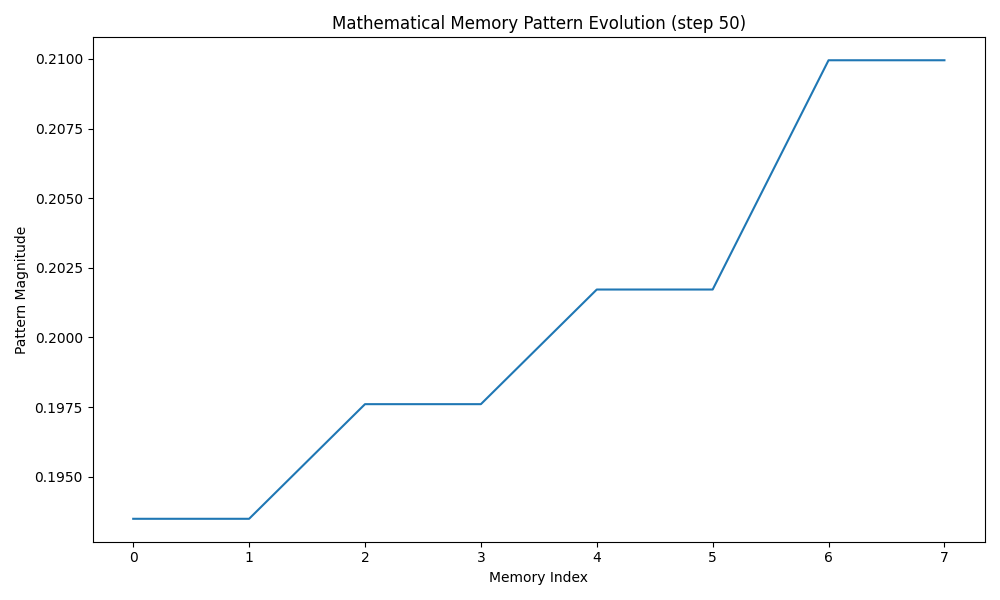 Mathematical Memory Pattern Evolution (step 50)
Pattern Magnitude
0.2100
0.2075
0.2050
0.2025
0.2000
0.1975
0.1950
0 1 2 3 4 5 6 7
Memory Index